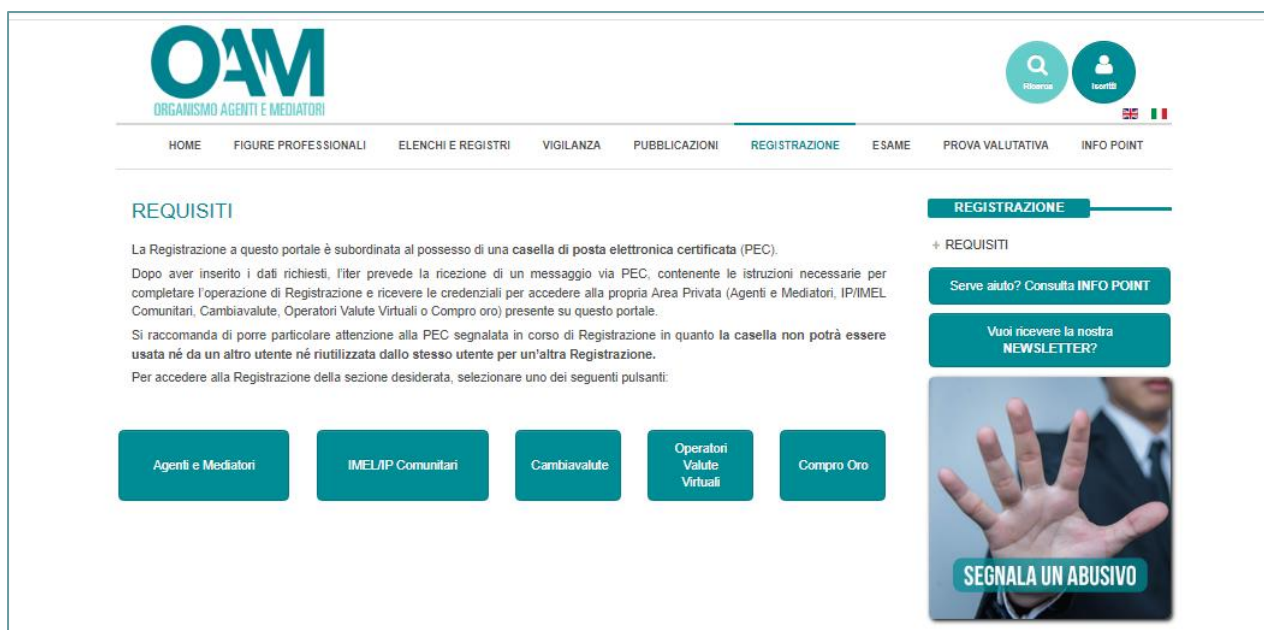 OAM
ORGANISMO AGENTI E MEDIATORI
Ricerca
Iscritti
HOME FIGURE PROFESSIONALI ELENCHI E REGISTRI VIGILANZA PUBBLICAZIONI REGISTRAZIONE ESAME PROVA VALUTATIVA INFO POINT
REQUISITI
La Registrazione a questo portale è subordinata al possesso di una casella di posta elettronica certificata (PEC).
Dopo aver inserito i dati richiesti, l'iter prevede la ricezione di un messaggio via PEC, contenente le istruzioni necessarie per
completare l'operazione di Registrazione e ricevere le credenziali per accedere alla propria Area Privata (Agenti e Mediatori, IP/IMEL
Comunitari, Cambiavalute, Operatori Valute Virtuali o Compro oro) presente su questo portale.
Si raccomanda di porre particolare attenzione alla PEC segnalata in corso di Registrazione in quanto la casella non potrà essere
usata né da un altro utente né riutilizzata dallo stesso utente per un'altra Registrazione.
Per accedere alla Registrazione della sezione desiderata, selezionare uno dei seguenti pulsanti:
Agenti e Mediatori
IMEL/IP Comunitari
Cambiavalute
Operatori
Valute
Virtuali
Compro Oro
REGISTRAZIONE
+ REQUISITI
Serve aiuto? Consulta INFO POINT
Vuoi ricevere la nostra
NEWSLETTER?
SEGNALA UN ABUSIVO